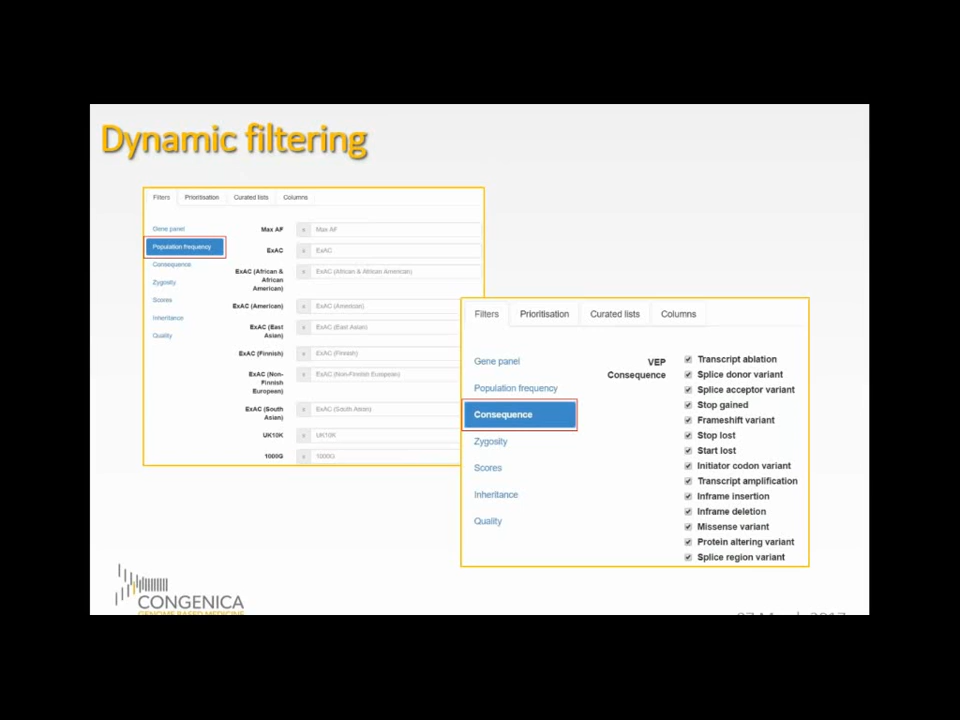 Dynamic filtering
Filters Prioritisation Curated lists Columns
Gene panel
Population frequency
Consequence
Zygosity
Scores
Inheritance
Quality
Max AF Max AF
ExAC ExAC
ExAC (African & African American) ExAC (African & African American)
ExAC (American) ExAC (American)
ExAC (East Asian) ExAC (East Asian)
ExAC (Finnish) ExAC (Finnish)
ExAC (Non-Finnish European) ExAC (Non-Finnish European)
ExAC (South Asian) ExAC (South Asian)
UK10K UK10K
1000G 1000G
Filters Prioritisation Curated lists Columns
Gene panel
Population frequency
Consequence
Zygosity
Scores
Inheritance
Quality
VEP
Consequence
Transcript ablation
Splice donor variant
Splice acceptor variant
Stop gained
Frameshift variant
Stop lost
Start lost
Initiator codon variant
Transcript amplification
Inframe insertion
Inframe deletion
Missense variant
Protein altering variant
Splice region variant
CONGENICA
GENOME BASED MEDICINE